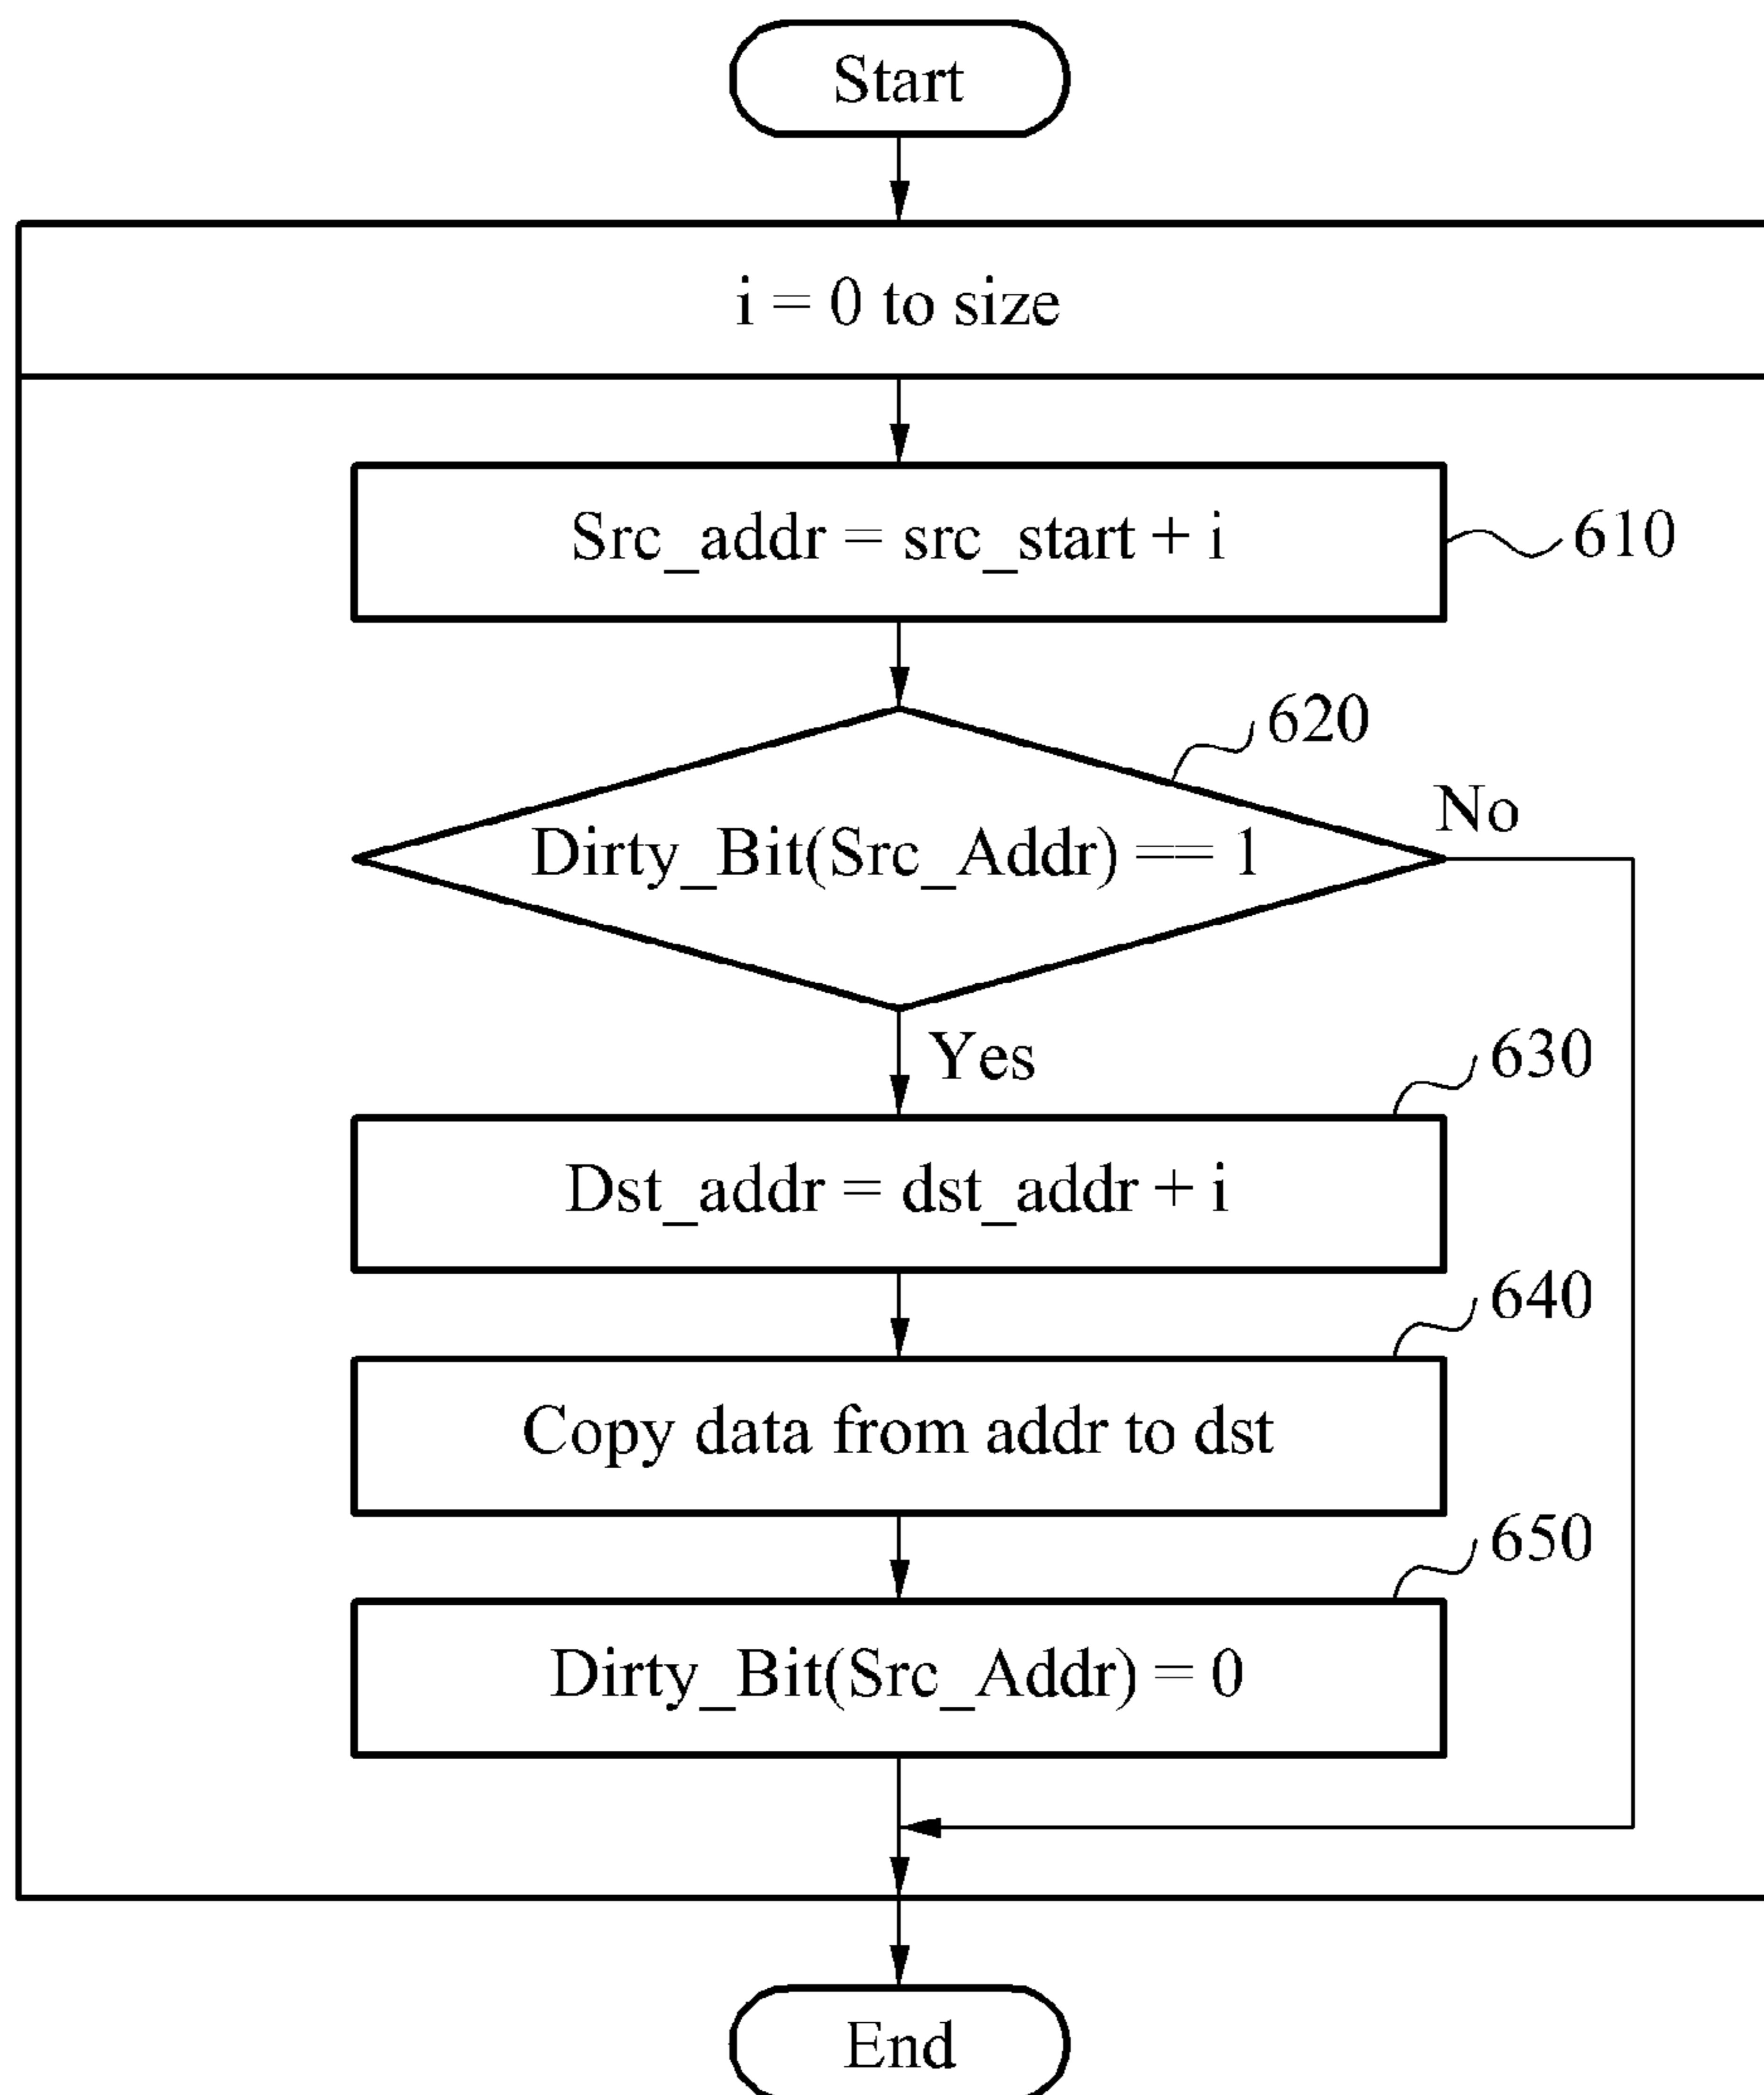 Start
i = 0 to size
Src_addr = src_start + i
610
620
No
Dirty_Bit(Src_Addr) == 1
Yes
630
Dst_addr = dst_addr + i
640
Copy data from addr to dst
650
Dirty_Bit(Src_Addr) = 0
End